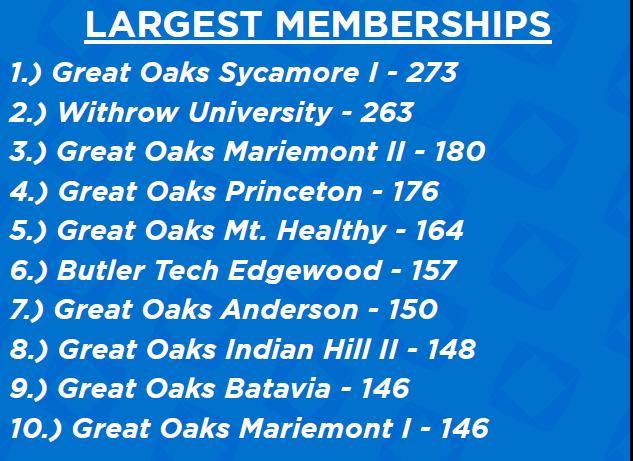 LARGEST MEMBERSHIPS
1.) Great Oaks Sycamore I - 273
2.) Withrow University - 263
3.) Great Oaks Mariemont II - 180
4.) Great Oaks Princeton - 176
5.) Great Oaks Mt. Healthy - 164
6.) Butler Tech Edgewood - 157
7.) Great Oaks Anderson - 150
8.) Great Oaks Indian Hill II - 148
9.) Great Oaks Batavia - 146
10.) Great Oaks Mariemont I - 146